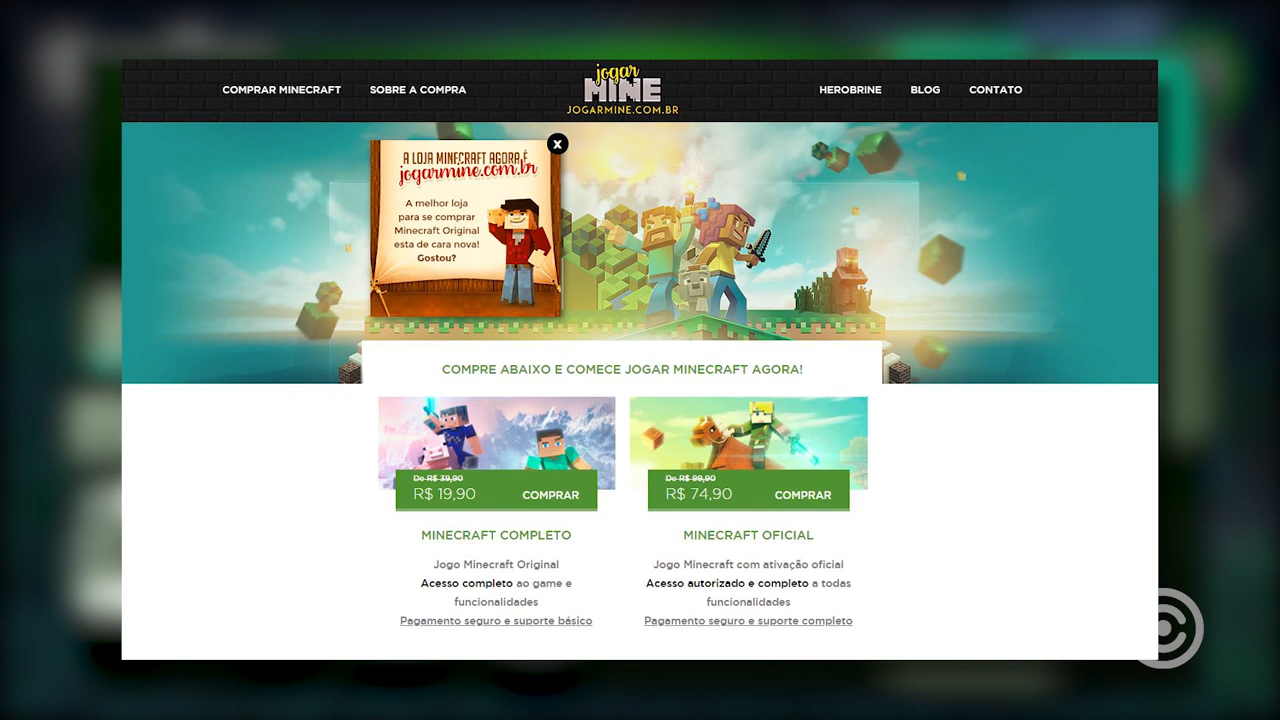 COMPRAR MINECRAFT
SOBRE A COMPRA
jogar
MINE
JOGARMINE.COM.BR
HEROBRINE
BLOG
CONTATO
X
A LOJA MINECRAFT AGORA É
jogarmine.com.br
A melhor loja
para se comprar
Minecraft Original
esta de cara nova!
Gostou?
COMPRE ABAIXO E COMECE JOGAR MINECRAFT AGORA!
De R$ 39,90
R$ 19,90
COMPRAR
MINECRAFT COMPLETO
Jogo Minecraft Original
Acesso completo ao game e
funcionalidades
Pagamento seguro e suporte básico
De R$ 99,90
R$ 74,90
COMPRAR
MINECRAFT OFICIAL
Jogo Minecraft com ativação oficial
Acesso autorizado e completo a todas
funcionalidades
Pagamento seguro e suporte completo